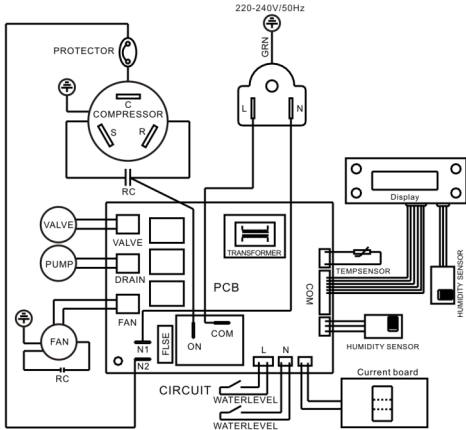 220-240V/50Hz
GRN
PROTECTOR
C
COMPRESSOR
S
R
RC
L
N
Display
VALVE
VALVE
TRANSFORMER
TEMPSENSOR
HUMIDITY SENSOR
PUMP
DRAIN
PCB
COM
FAN
FAN
RC
N1
N2
FLSE
ON
COM
HUMIDITY SENSOR
L
N
CIRCUIT
WATERLEVEL
WATERLEVEL
Current board